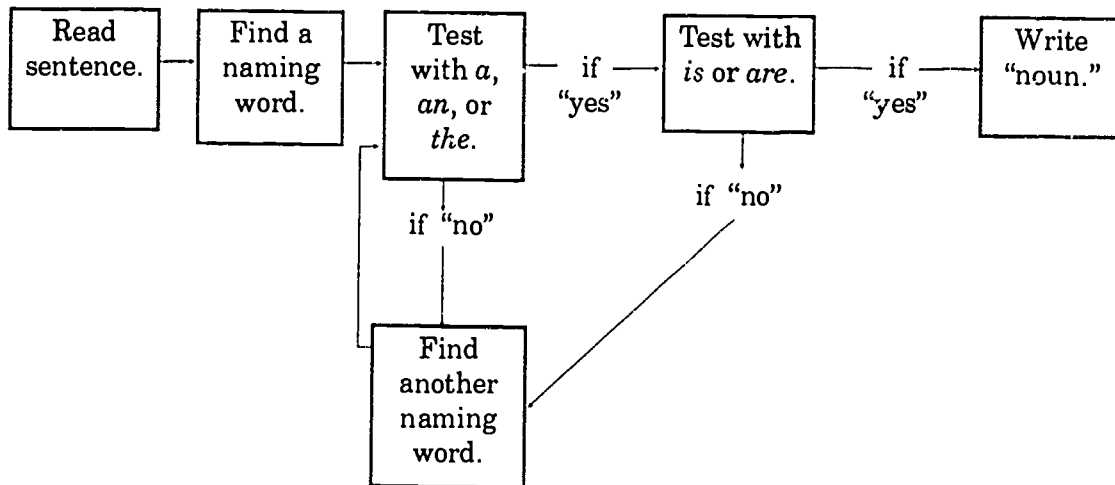 Read
sentence.
Find a
naming
word.
Test
with a,
an, or
the.
if
“yes”
Test with
is or are.
if
“yes”
Write
“noun.”
if “no”
if “no”
Find
another
naming
word.